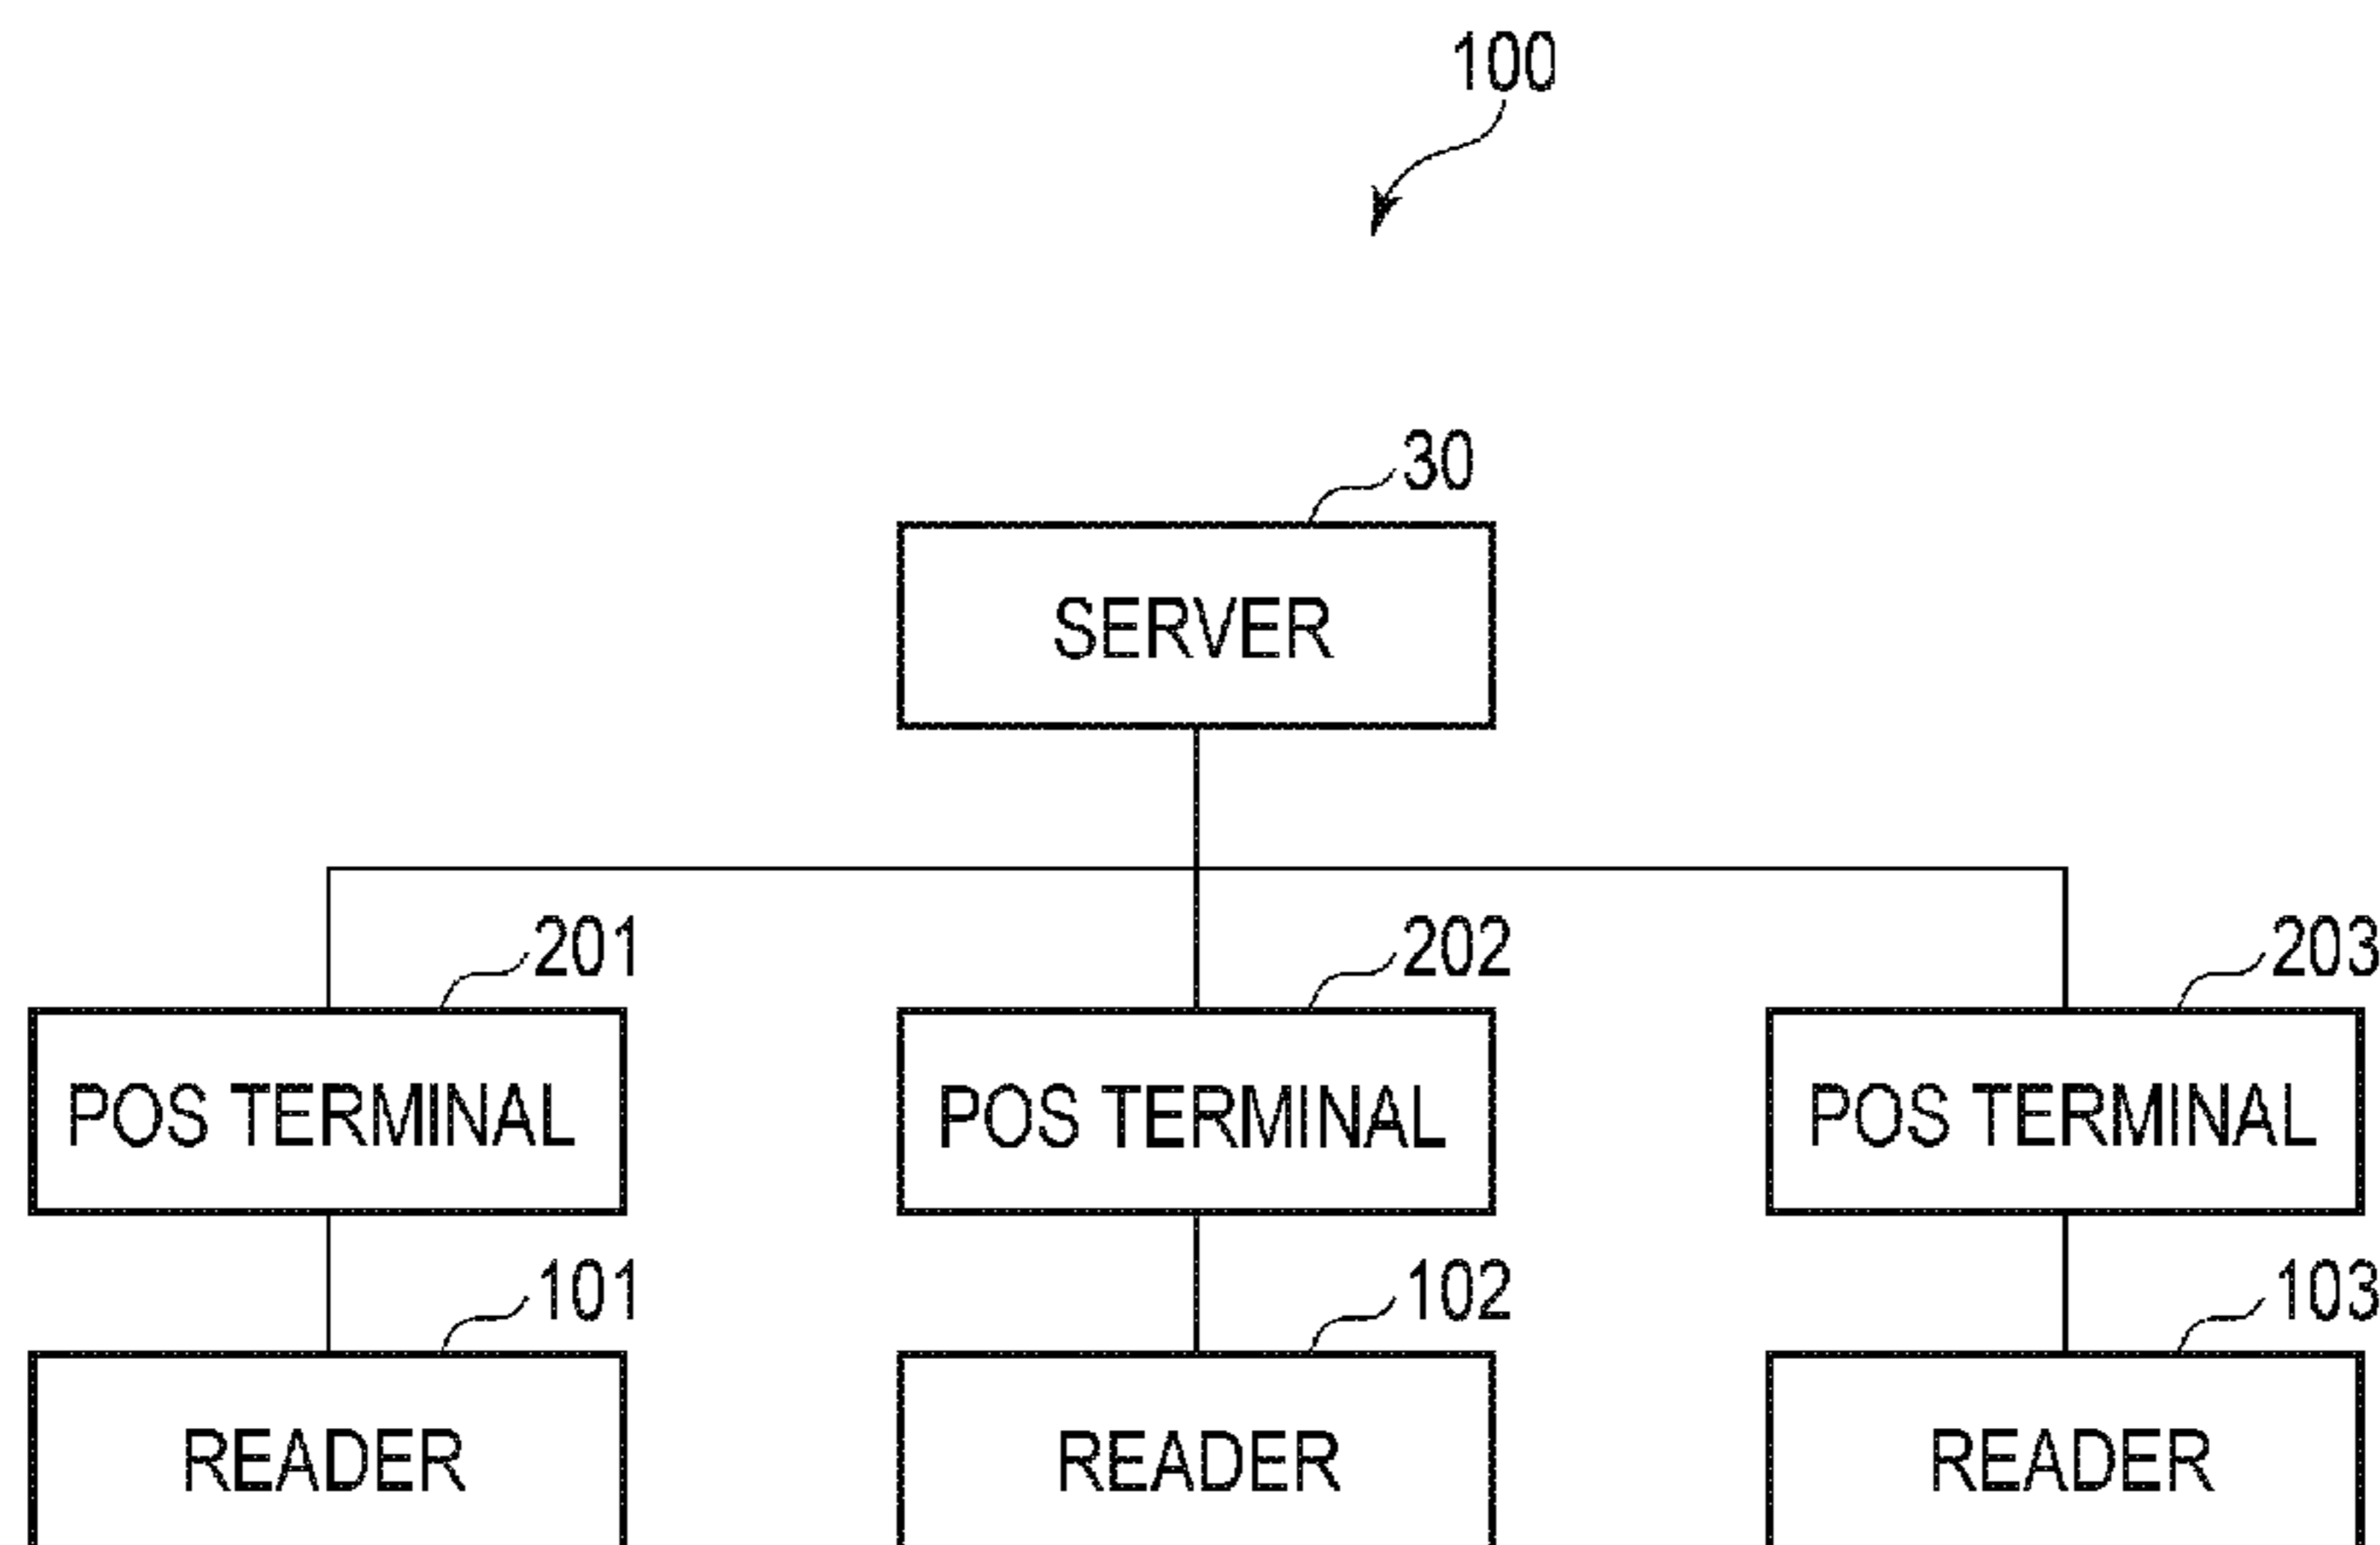 100
30
SERVER
201 202 203
POS TERMINAL POS TERMINAL POS TERMINAL
101 102 103
READER READER READER